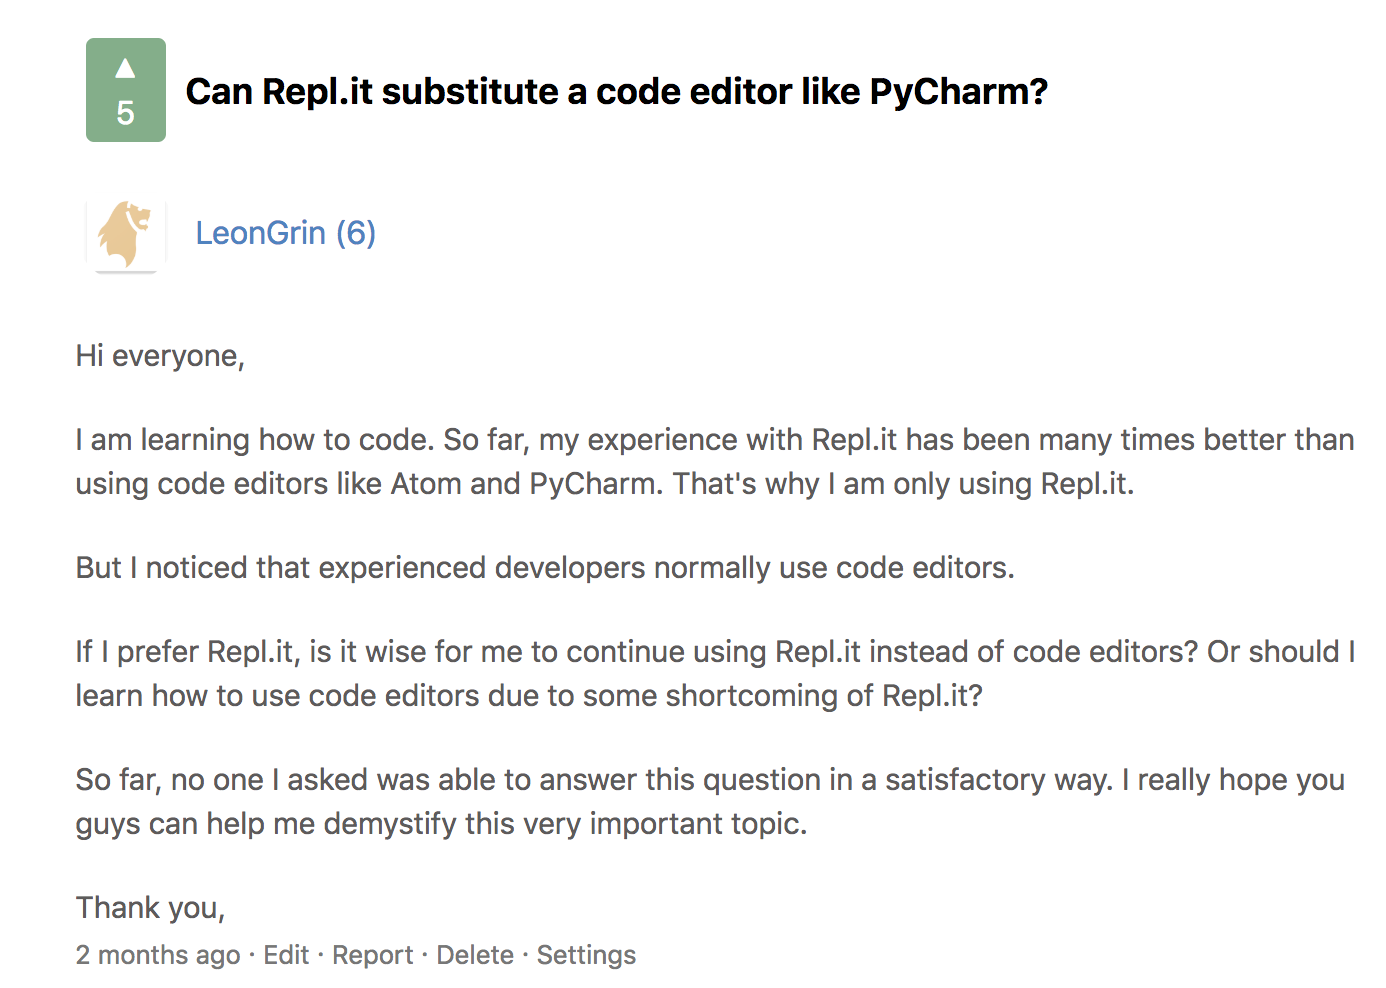 ▲
5
Can Repl.it substitute a code editor like PyCharm?
LeonGrin (6)
Hi everyone,
I am learning how to code. So far, my experience with Repl.it has been many times better than
using code editors like Atom and PyCharm. That's why I am only using Repl.it.
But I noticed that experienced developers normally use code editors.
If I prefer Repl.it, is it wise for me to continue using Repl.it instead of code editors? Or should I
learn how to use code editors due to some shortcoming of Repl.it?
So far, no one I asked was able to answer this question in a satisfactory way. I really hope you
guys can help me demystify this very important topic.
Thank you,
2 months ago · Edit · Report · Delete · Settings